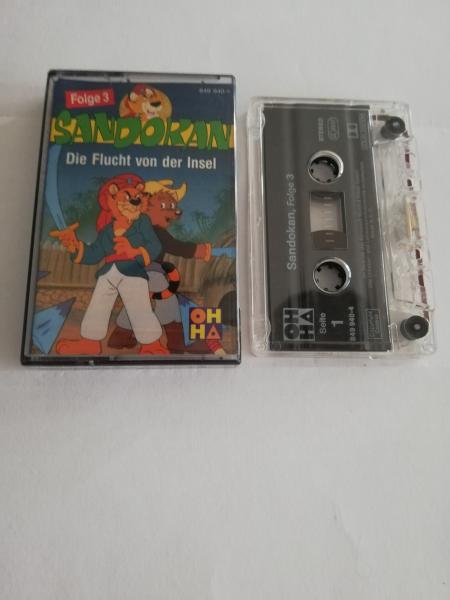 Folge 3
849 940-4
SANDOKAN
Die Flucht von der Insel
OH
HA
STEREO
Sandokan, Folge 3
OH
HA
Seite
1
849 940-4